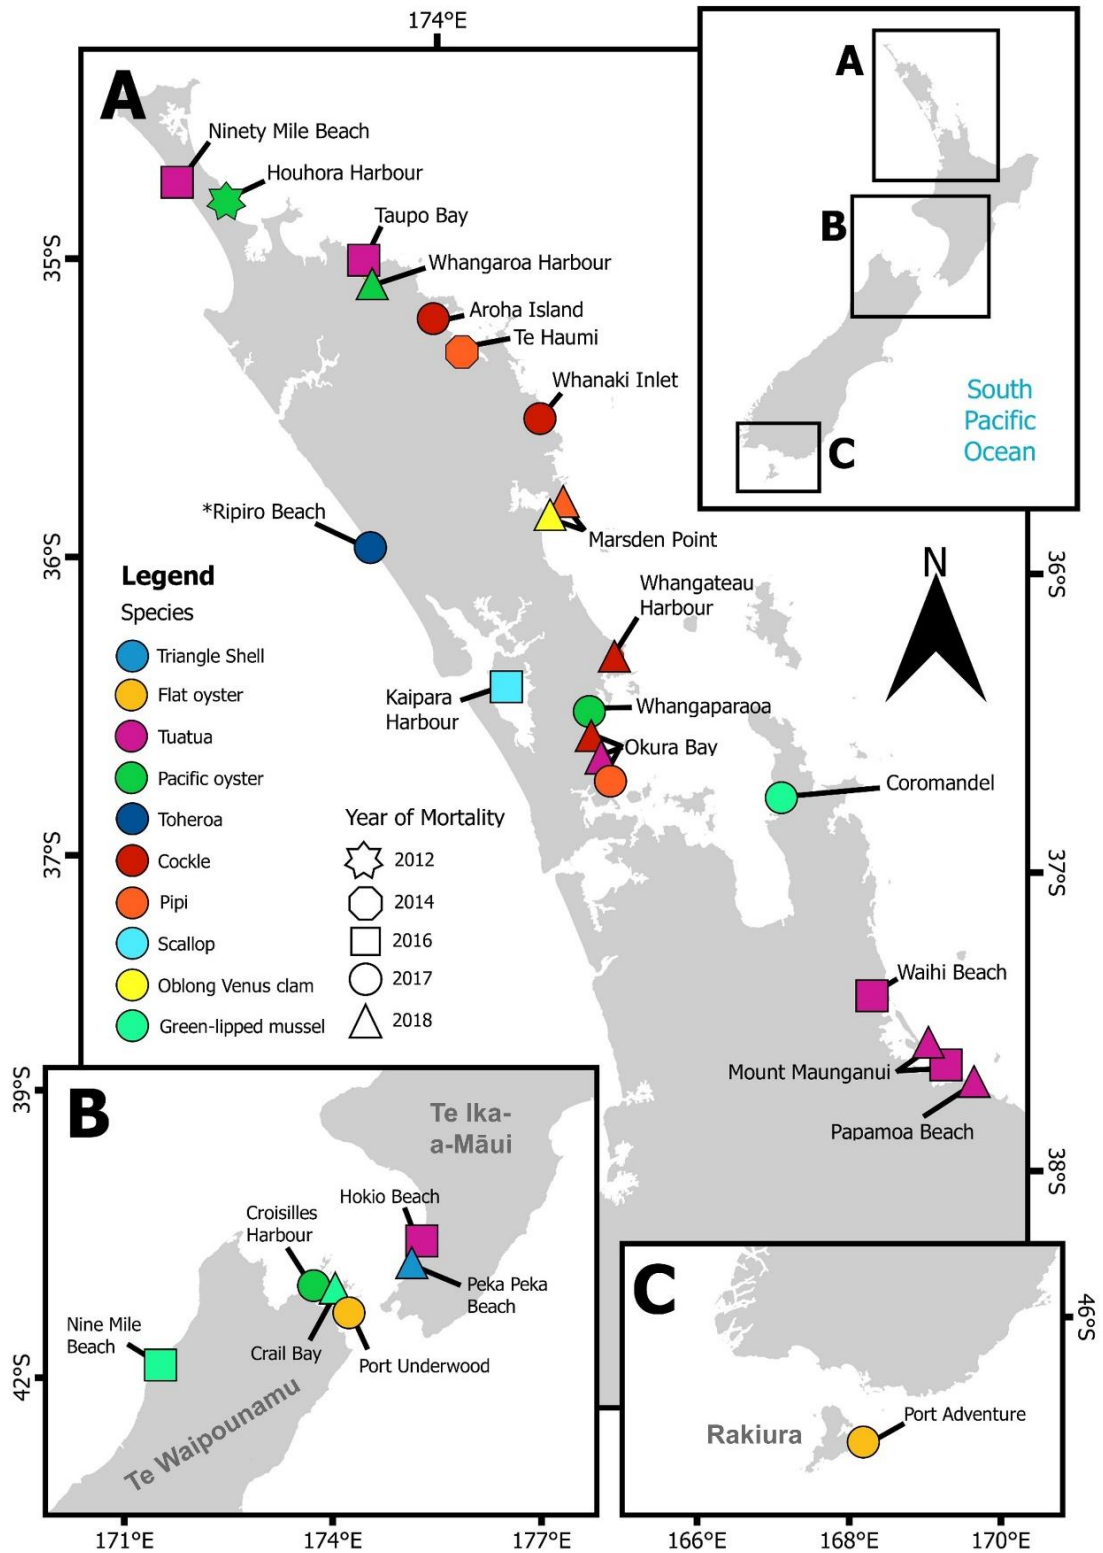 174°E
A
Ninety Mile Beach
Houhora Harbour
Taupo Bay
Whangaroa Harbour
Aroha Island
Te Haumi
Whanaki Inlet
*Ripiro Beach
Marsden Point
Whangateau
Harbour
Kaipara
Harbour
Whangaparaoa
Okura Bay
Coromandel
Waihi Beach
Mount Maunganui
Papamoa Beach
35°S
36°S
37°S
36°S
37°S
38°S
N
A
B
C
South
Pacific
Ocean
Legend
Species
Triangle Shell
Flat oyster
Tuatua
Pacific oyster
Toheroa
Cockle
Pipi
Scallop
Oblong Venus clam
Green-lipped mussel
Year of Mortality
2012
2014
2016
2017
2018
B
Te Ika-
a-Māui
Hokio Beach
Croisilles
Harbour
Peka Peka
Beach
Nine Mile
Beach
Crail Bay
Port Underwood
Te Waipounamu
39°S
42°S
171°E
174°E
177°E
C
Rakiura
Port Adventure
46°S
166°E
168°E
170°E